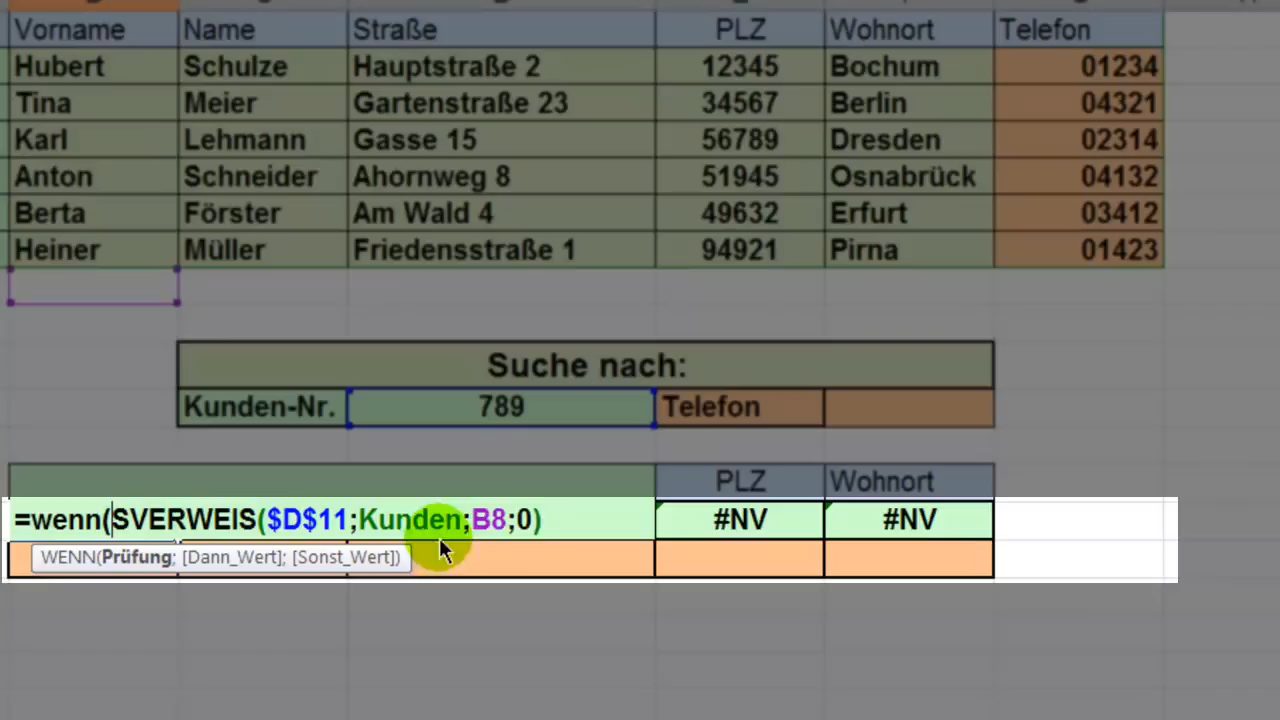 Vorname Name Straße PLZ Wohnort Telefon
Hubert Schulze Hauptstraße 2 12345 Bochum 01234
Tina Meier Gartenstraße 23 34567 Berlin 04321
Karl Lehmann Gasse 15 56789 Dresden 02314
Anton Schneider Ahornweg 8 51945 Osnabrück 04132
Berta Förster Am Wald 4 49632 Erfurt 03412
Heiner Müller Friedensstraße 1 94921 Pirna 01423
Suche nach:
Kunden-Nr. 789 Telefon
PLZ Wohnort
=wenn(SVERWEIS($D$11;Kunden;B8;0) #NV #NV
WENN(Prüfung; [Dann_Wert]; [Sonst_Wert])